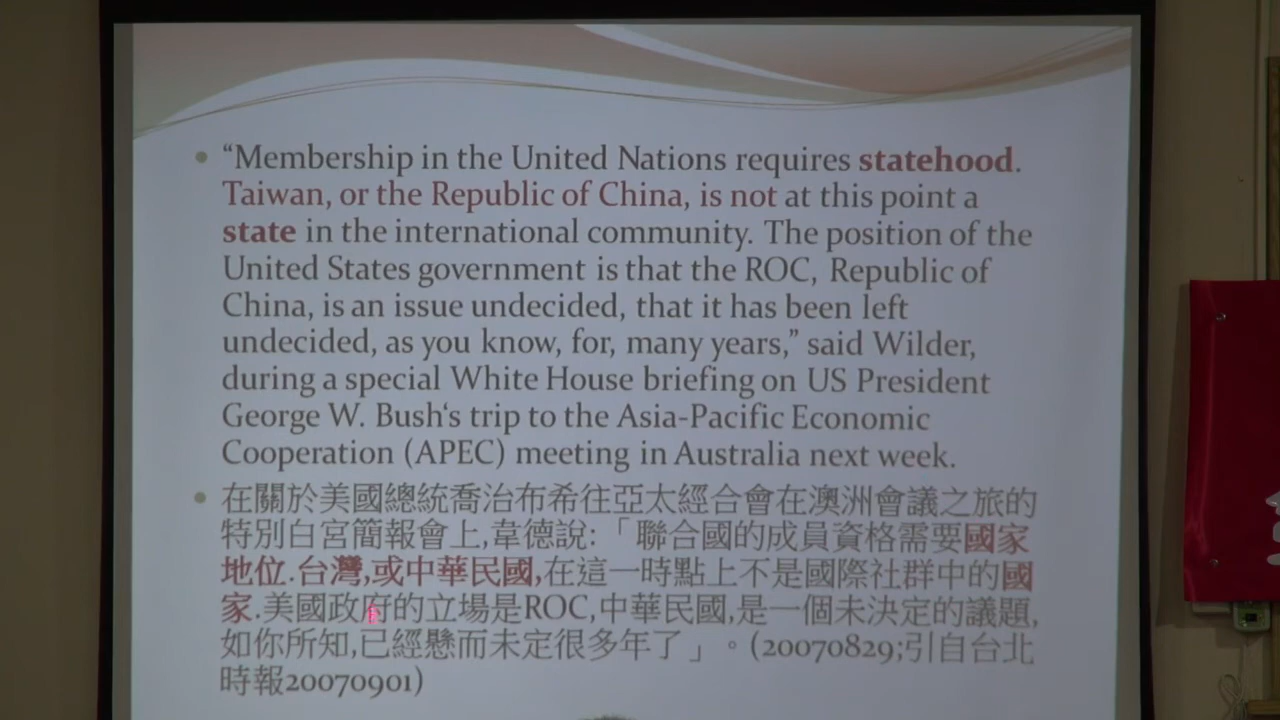 “Membership in the United Nations requires statehood.
Taiwan, or the Republic of China, is not at this point a
state in the international community. The position of the
United States government is that the ROC, Republic of
China, is an issue undecided, that it has been left
undecided, as you know, for, many years,” said Wilder,
during a special White House briefing on US President
George W. Bush‘s trip to the Asia-Pacific Economic
Cooperation (APEC) meeting in Australia next week.
在關於美國總統喬治布希往亞太經合會在澳洲會議之旅的
特別白宮簡報會上,韋德說:「聯合國的成員資格需要國家
地位.台灣,或中華民國,在這一時點上不是國際社群中的國
家.美國政府的立場是ROC,中華民國,是一個未決定的議題,
如你所知,已經懸而未定很多年了」。(20070829;引自台北
時報20070901)